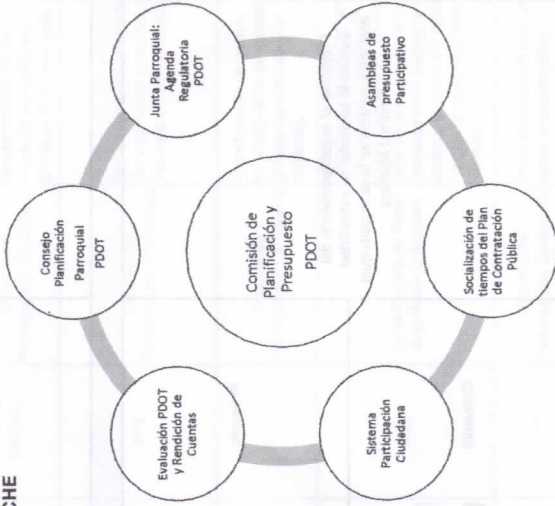 CHE
Consejo
Planificación
Parroquial
PDOT
Junta Parroquial:
Agenda
Regulatoria
PDOT
Asambleas de
presupuesto
Participativo
Socialización de
tiempos del Plan
de Contratación
Pública
Sistema
Participación
Ciudadana
Evaluación PDOT
y Rendición de
Cuentas
Comisión de
Planificación y
Presupuesto
PDOT